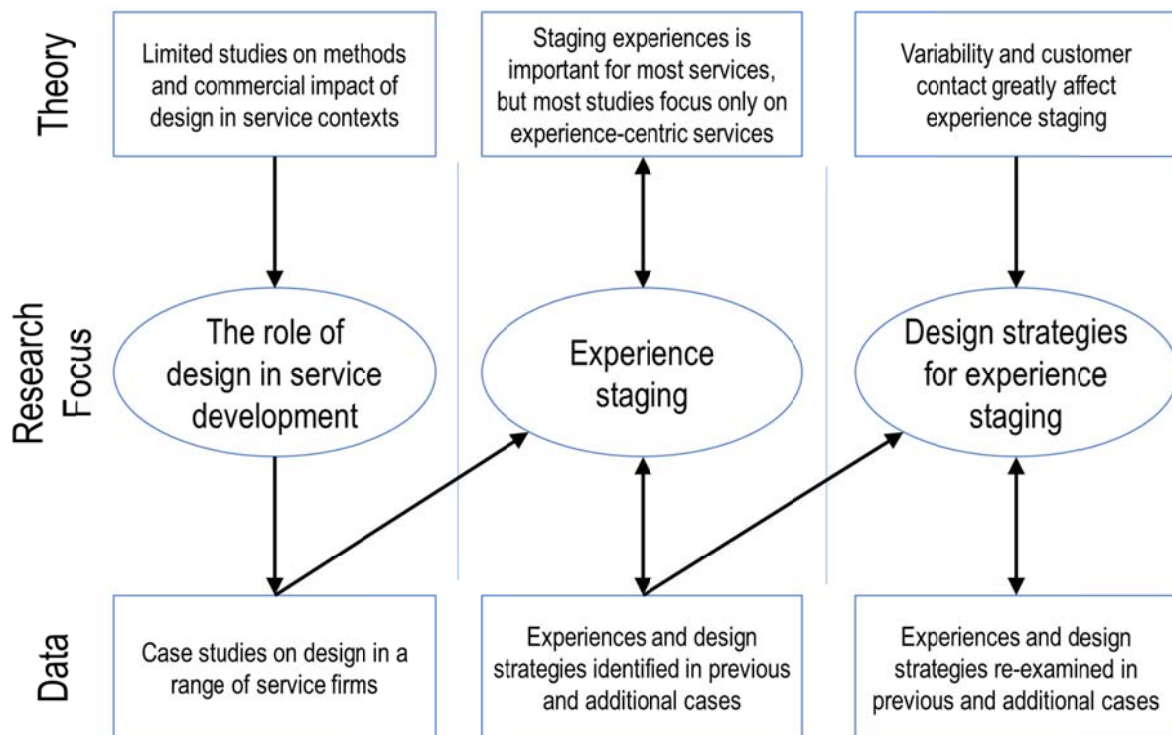 Theory
Limited studies on methods
and commercial impact of
design in service contexts
Staging experiences is
important for most services,
but most studies focus only on
experience-centric services
Variability and customer
contact greatly affect
experience staging
Research
Focus
The role of
design in service
development
Experience
staging
Design strategies
for experience
staging
Data
Case studies on design in a
range of service firms
Experiences and design
strategies identified in previous
and additional cases
Experiences and design
strategies re-examined in
previous and additional cases